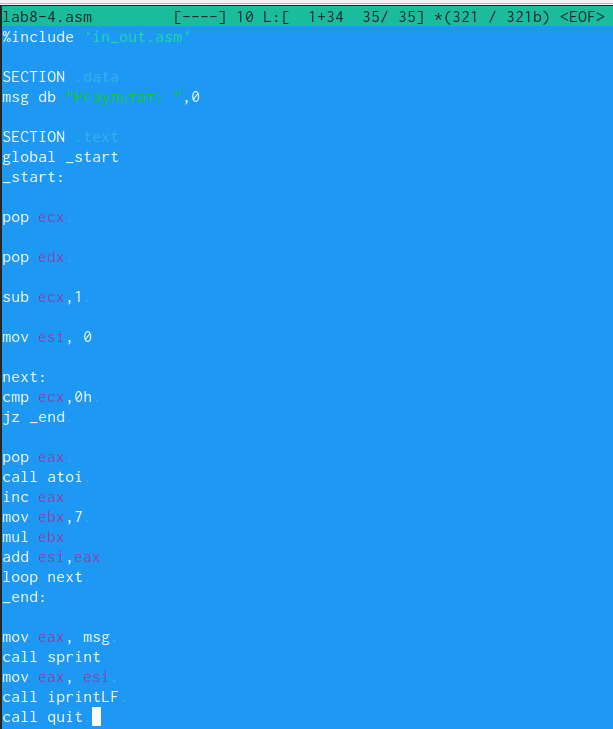 lab8-4.asm [----] 10 L:[ 1+34 35/ 35] *(321 / 321b) <EOF>
%include 'in_out.asm'
SECTION .data
msg db "Результат: ",0
SECTION .text
global _start
_start:
pop ecx
pop edx
sub ecx,1
mov esi, 0
next:
cmp ecx,0h
jz _end
pop eax
call atoi
inc eax
mov ebx,7
mul ebx
add esi,eax
loop next
_end:
mov eax, msg
call sprint
mov eax, esi
call iprintLF
call quit